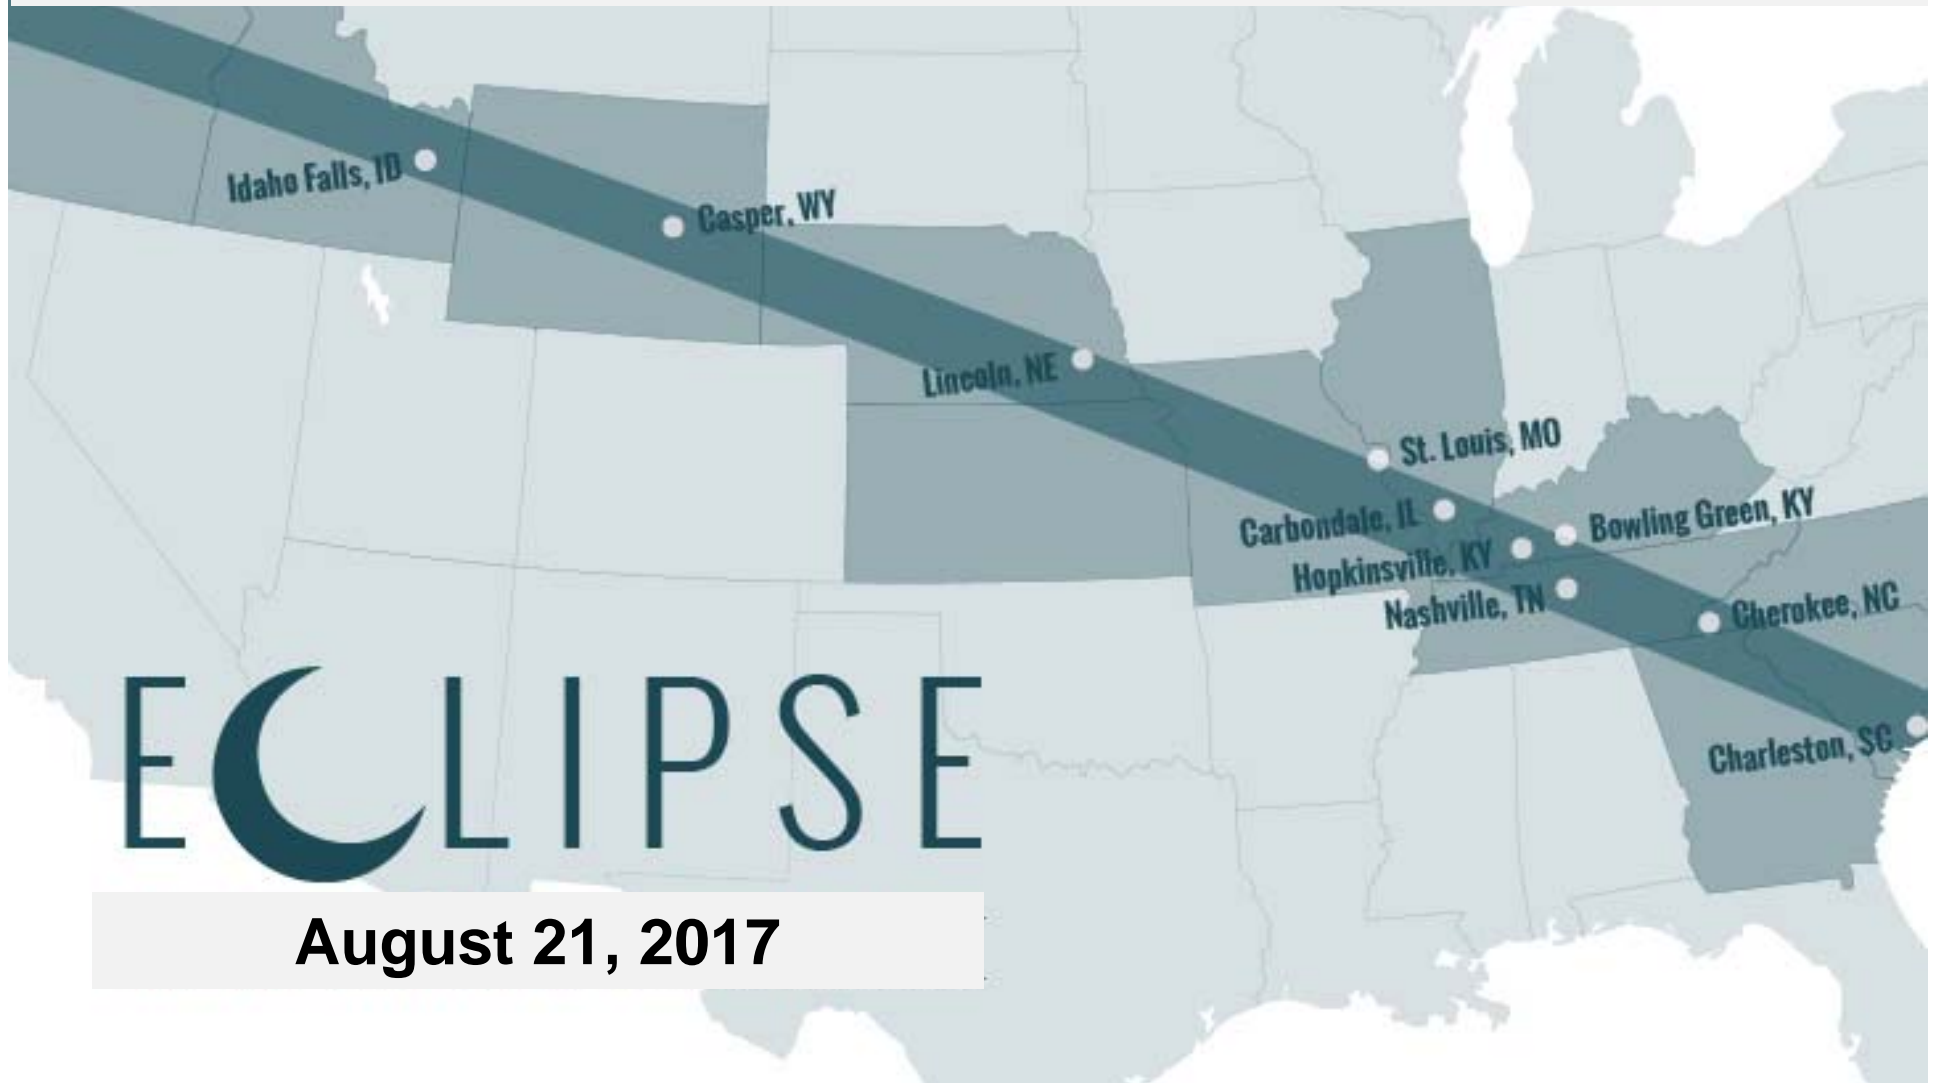 Idaho Falls, ID
Casper, WY
Lincoln, NE
St. Louis, MO
Carbondale, IL
Bowling Green, KY
Hopkinsville, KY
Nashville, TN
Cherokee, NC
Charleston, SC
ECLIPSE
August 21, 2017